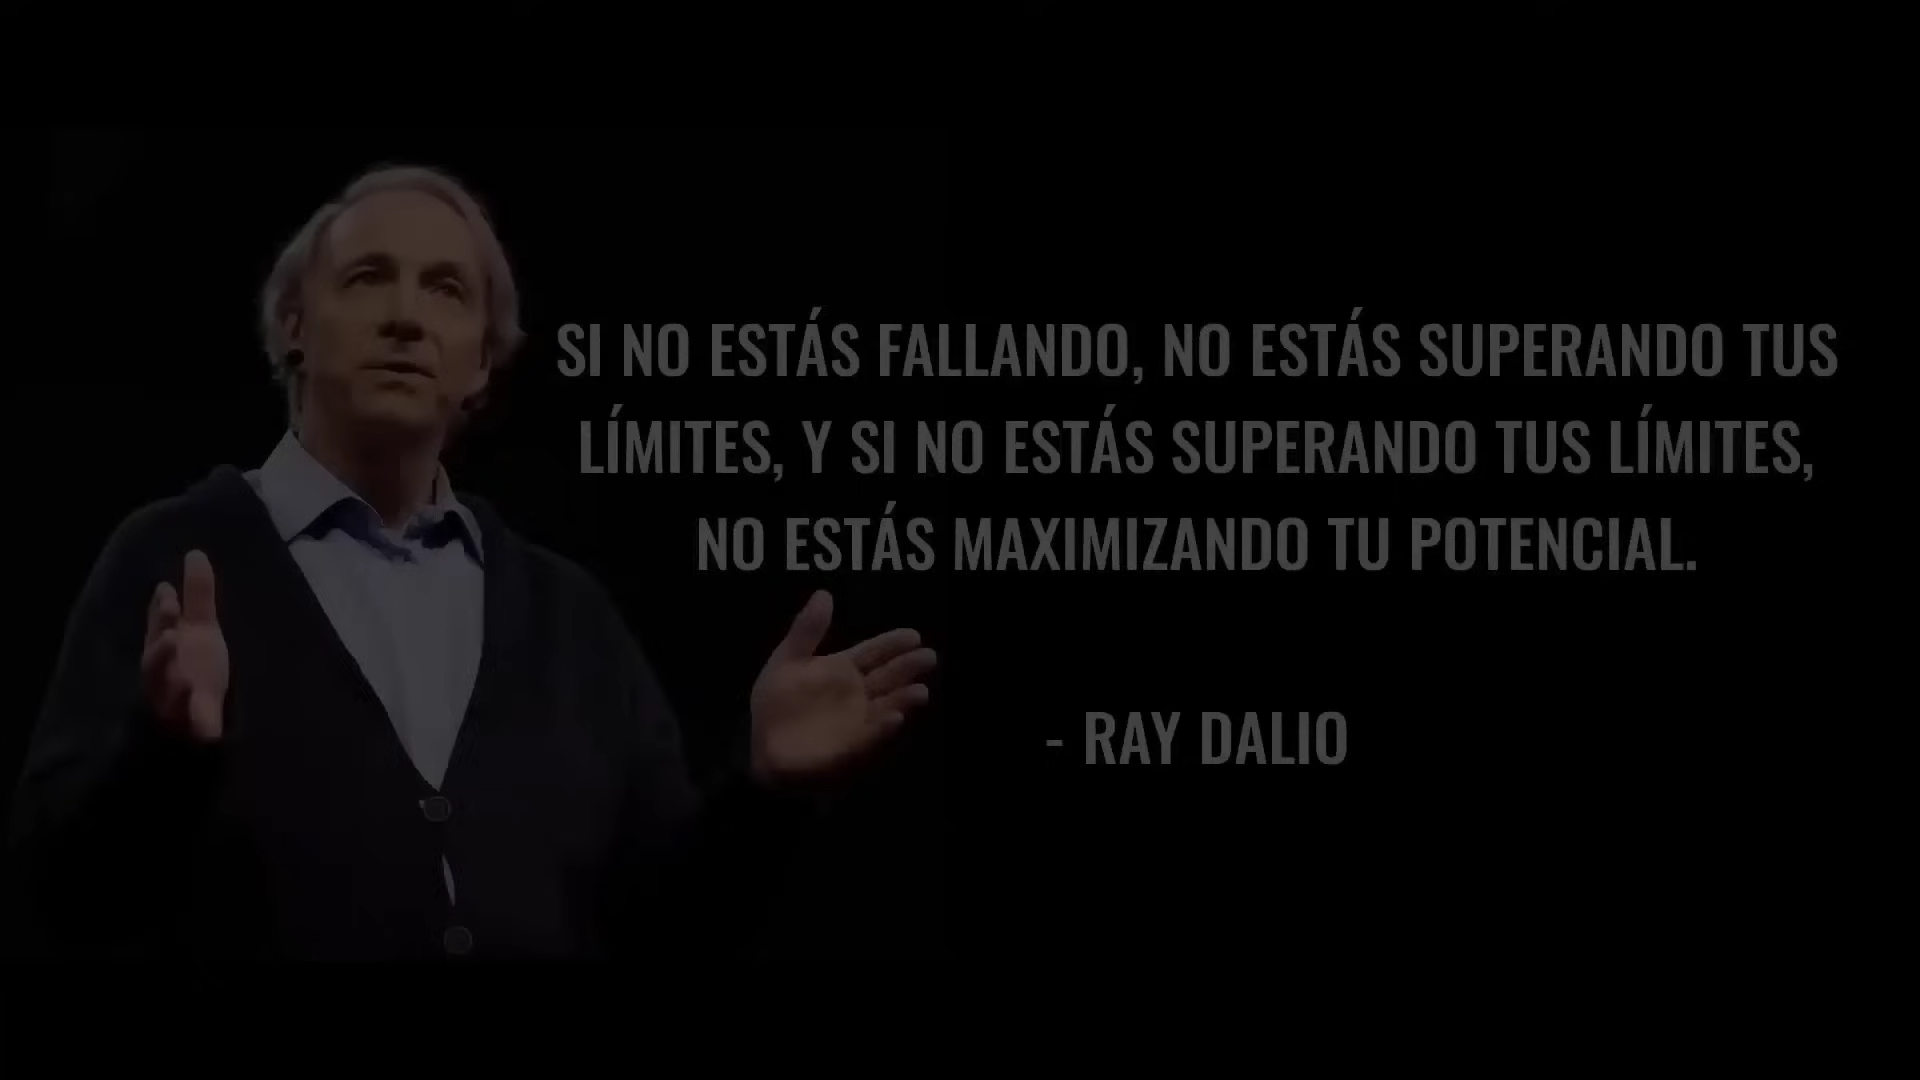 SI NO ESTÁS FALLANDO, NO ESTÁS SUPERANDO TUS
LÍMITES, Y SI NO ESTÁS SUPERANDO TUS LÍMITES,
NO ESTÁS MAXIMIZANDO TU POTENCIAL.
- RAY DALIO